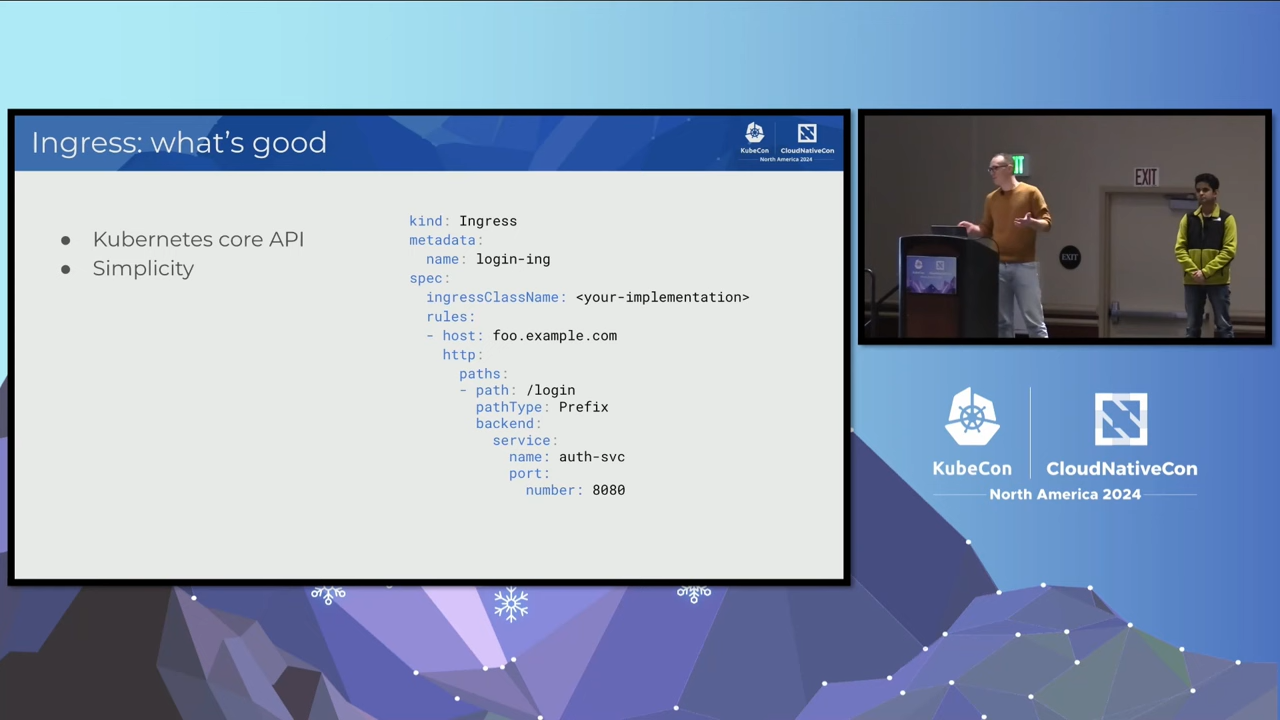 Ingress: what's good
KubeCon
CloudNativeCon
North America 2024
● Kubernetes core API
● Simplicity
kind: Ingress
metadata:
  name: login-ing
spec:
  ingressClassName: <your-implementation>
  rules:
  - host: foo.example.com
    http:
      paths:
      - path: /login
        pathType: Prefix
        backend:
          service:
            name: auth-svc
            port:
              number: 8080
EXIT
EXIT
KubeCon
CloudNativeCon
North America 2024